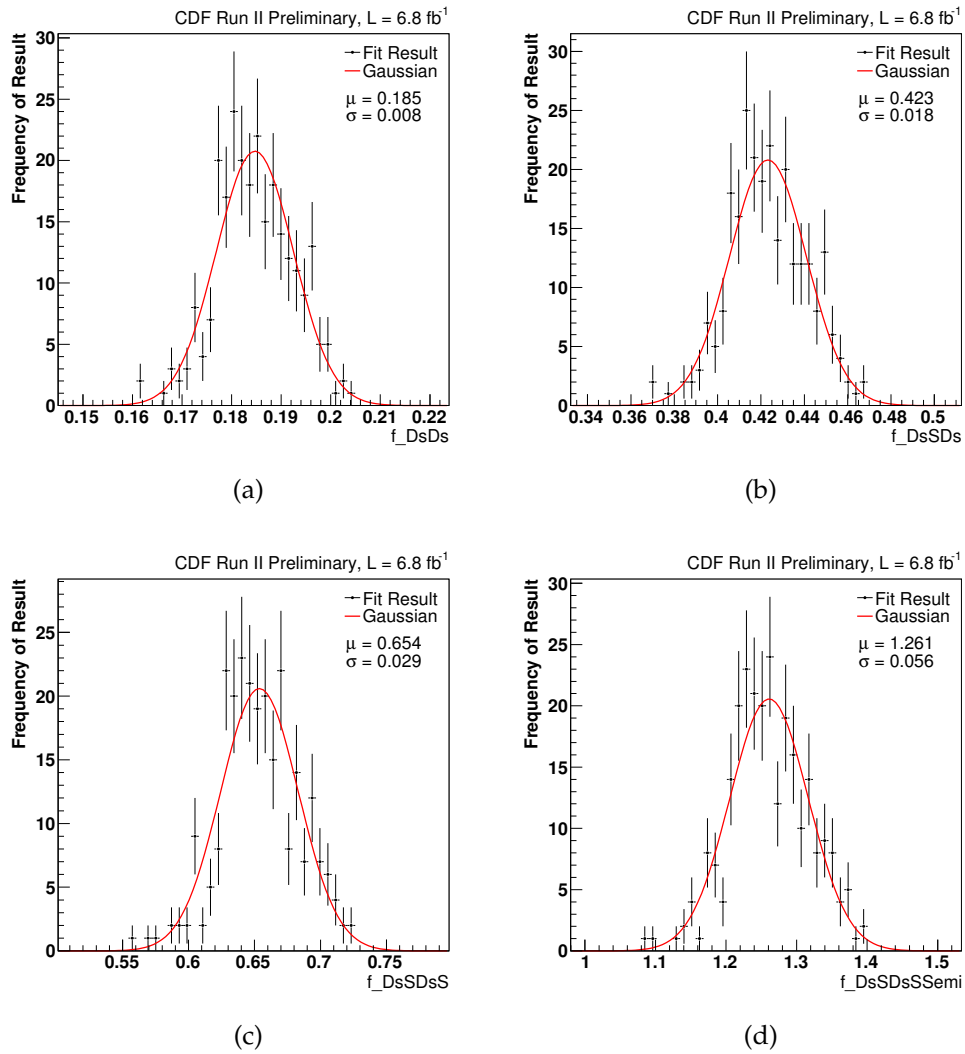 CDF Run II Preliminary, L = 6.8 fb⁻¹
Frequency of Result
30
25
20
15
10
5
0
Fit Result
Gaussian
μ = 0.185
σ = 0.008
0.15 0.16 0.17 0.18 0.19 0.2 0.21 0.22
f_DsDs
(a)
CDF Run II Preliminary, L = 6.8 fb⁻¹
Frequency of Result
30
25
20
15
10
5
0
Fit Result
Gaussian
μ = 0.423
σ = 0.018
0.34 0.36 0.38 0.4 0.42 0.44 0.46 0.48 0.5
f_DsSDs
(b)
CDF Run II Preliminary, L = 6.8 fb⁻¹
Frequency of Result
25
20
15
10
5
0
Fit Result
Gaussian
μ = 0.654
σ = 0.029
0.55 0.6 0.65 0.7 0.75
f_DsSDsS
(c)
CDF Run II Preliminary, L = 6.8 fb⁻¹
Frequency of Result
30
25
20
15
10
5
0
Fit Result
Gaussian
μ = 1.261
σ = 0.056
1 1.1 1.2 1.3 1.4 1.5
f_DsSDsSSemi
(d)